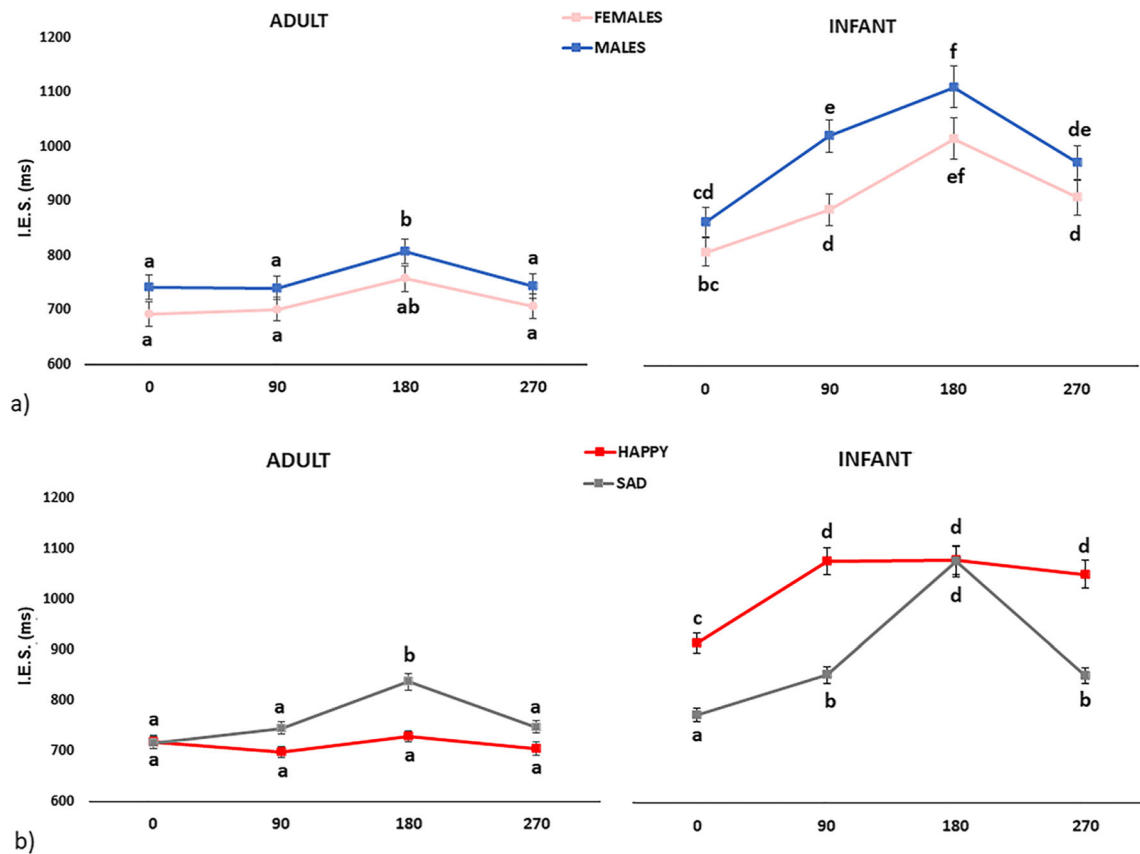 ADULT
FEMALES
MALES
INFANT
1200
1100
1000
900
800
700
600
I.E.S. (ms)
a a b a
a a ab a
cd e f de
bc d ef d
0 90 180 270
0 90 180 270
a)
ADULT
HAPPY
SAD
INFANT
1200
1100
1000
900
800
700
600
I.E.S. (ms)
a a b a
a a a a
c d d d
a b d b
0 90 180 270
0 90 180 270
b)